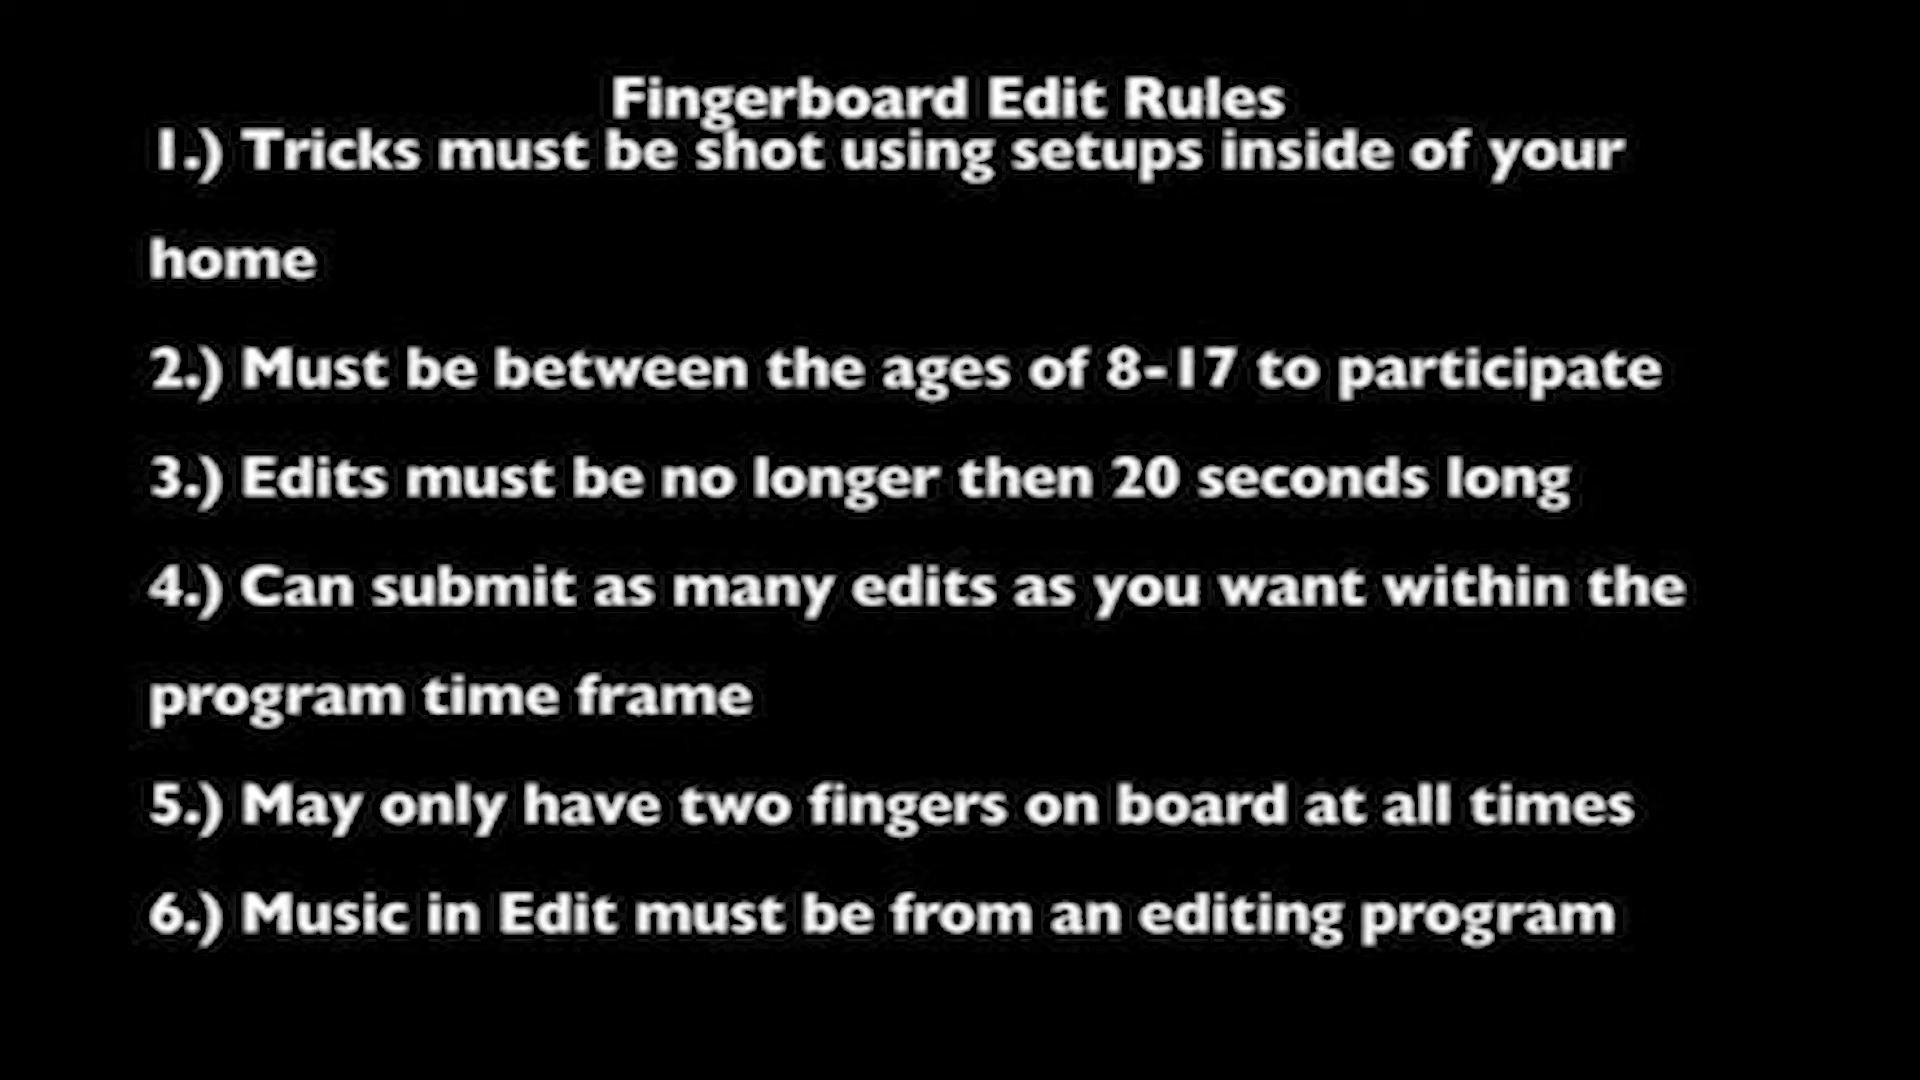 Fingerboard Edit Rules
1.) Tricks must be shot using setups inside of your
home
2.) Must be between the ages of 8-17 to participate
3.) Edits must be no longer then 20 seconds long
4.) Can submit as many edits as you want within the
program time frame
5.) May only have two fingers on board at all times
6.) Music in Edit must be from an editing program